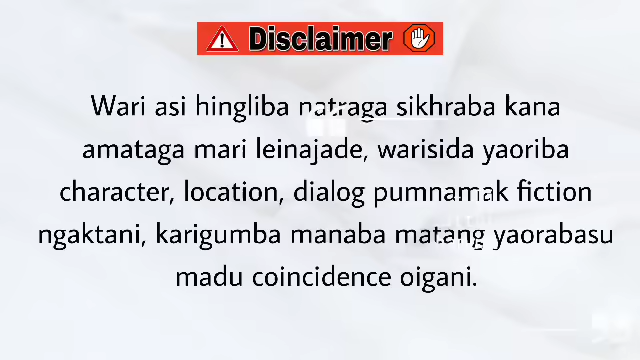 Disclaimer
Wari asi hingliba natraga sikhraba kana
amataga mari leinajade, warisida yaoriba
character, location, dialog pumnamak fiction
ngaktani, karigumba manaba matang yaorabasu
madu coincidence oigani.